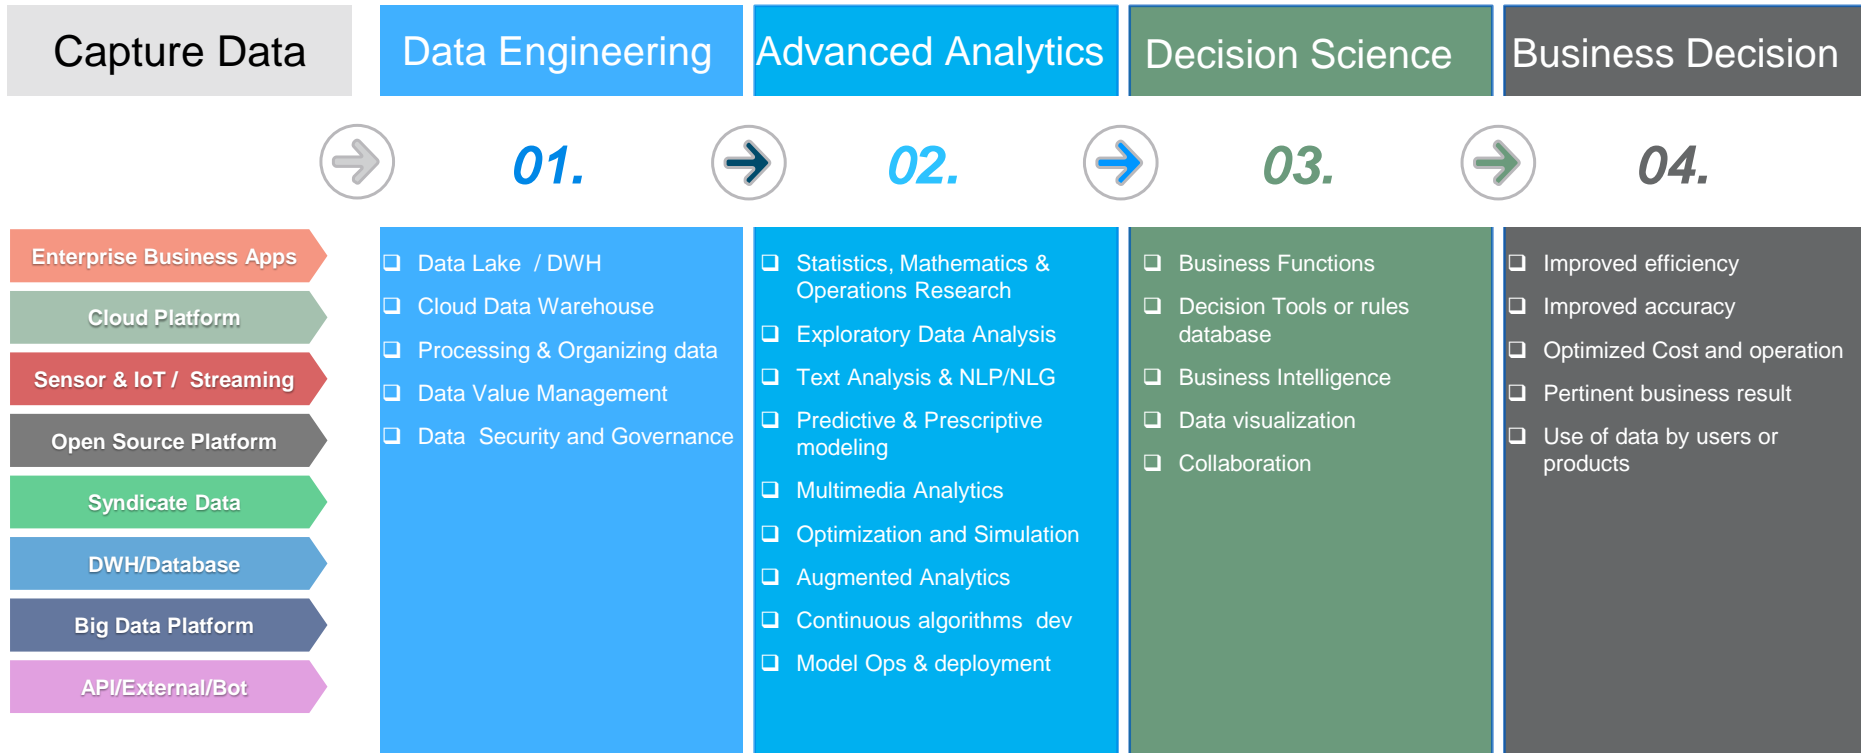 Capture Data
Data Engineering
Advanced Analytics
Decision Science
Business Decision
01.
02.
03.
04.
Enterprise Business Apps
Cloud Platform
Sensor & IoT / Streaming
Open Source Platform
Syndicate Data
DWH/Database
Big Data Platform
API/External/Bot
Data Lake / DWH
Cloud Data Warehouse
Processing & Organizing data
Data Value Management
Data Security and Governance
Statistics, Mathematics &
Operations Research
Exploratory Data Analysis
Text Analysis & NLP/NLG
Predictive & Prescriptive
modeling
Multimedia Analytics
Optimization and Simulation
Augmented Analytics
Continuous algorithms dev
Model Ops & deployment
Business Functions
Decision Tools or rules
database
Business Intelligence
Data visualization
Collaboration
Improved efficiency
Improved accuracy
Optimized Cost and operation
Pertinent business result
Use of data by users or
products